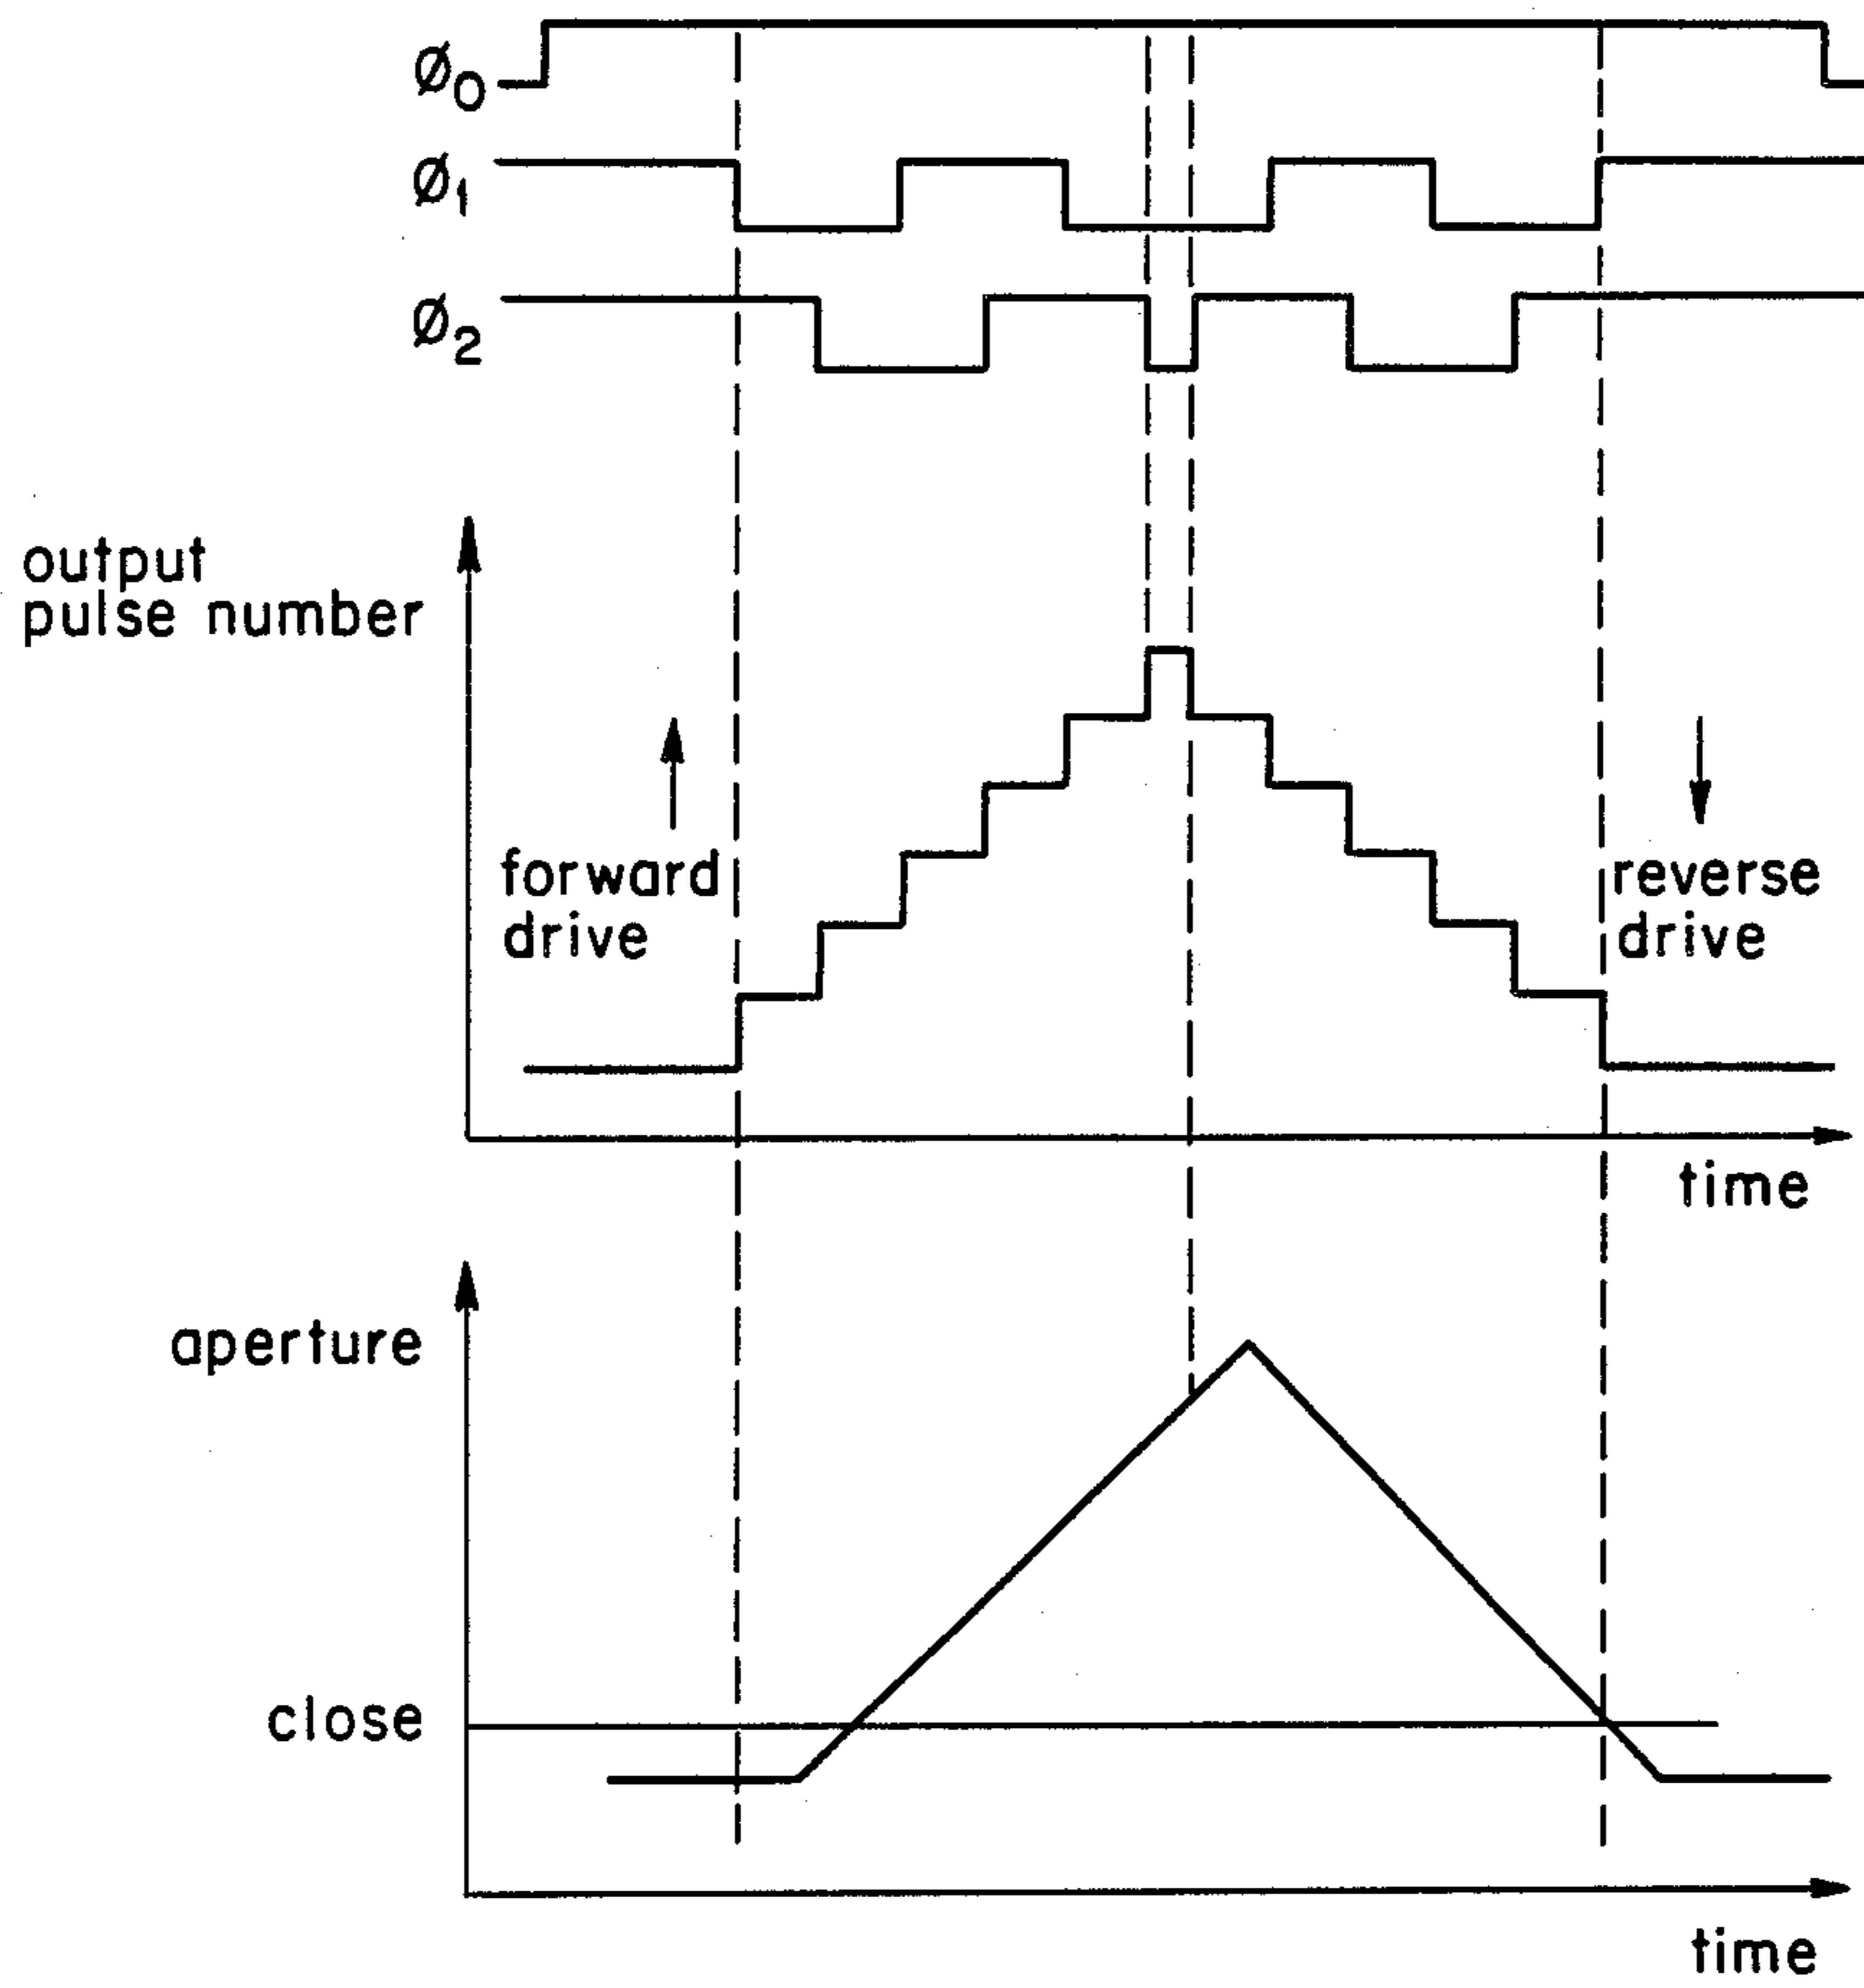 Ø0
Ø1
Ø2
output
pulse number
forward
drive
reverse
drive
time
aperture
close
time